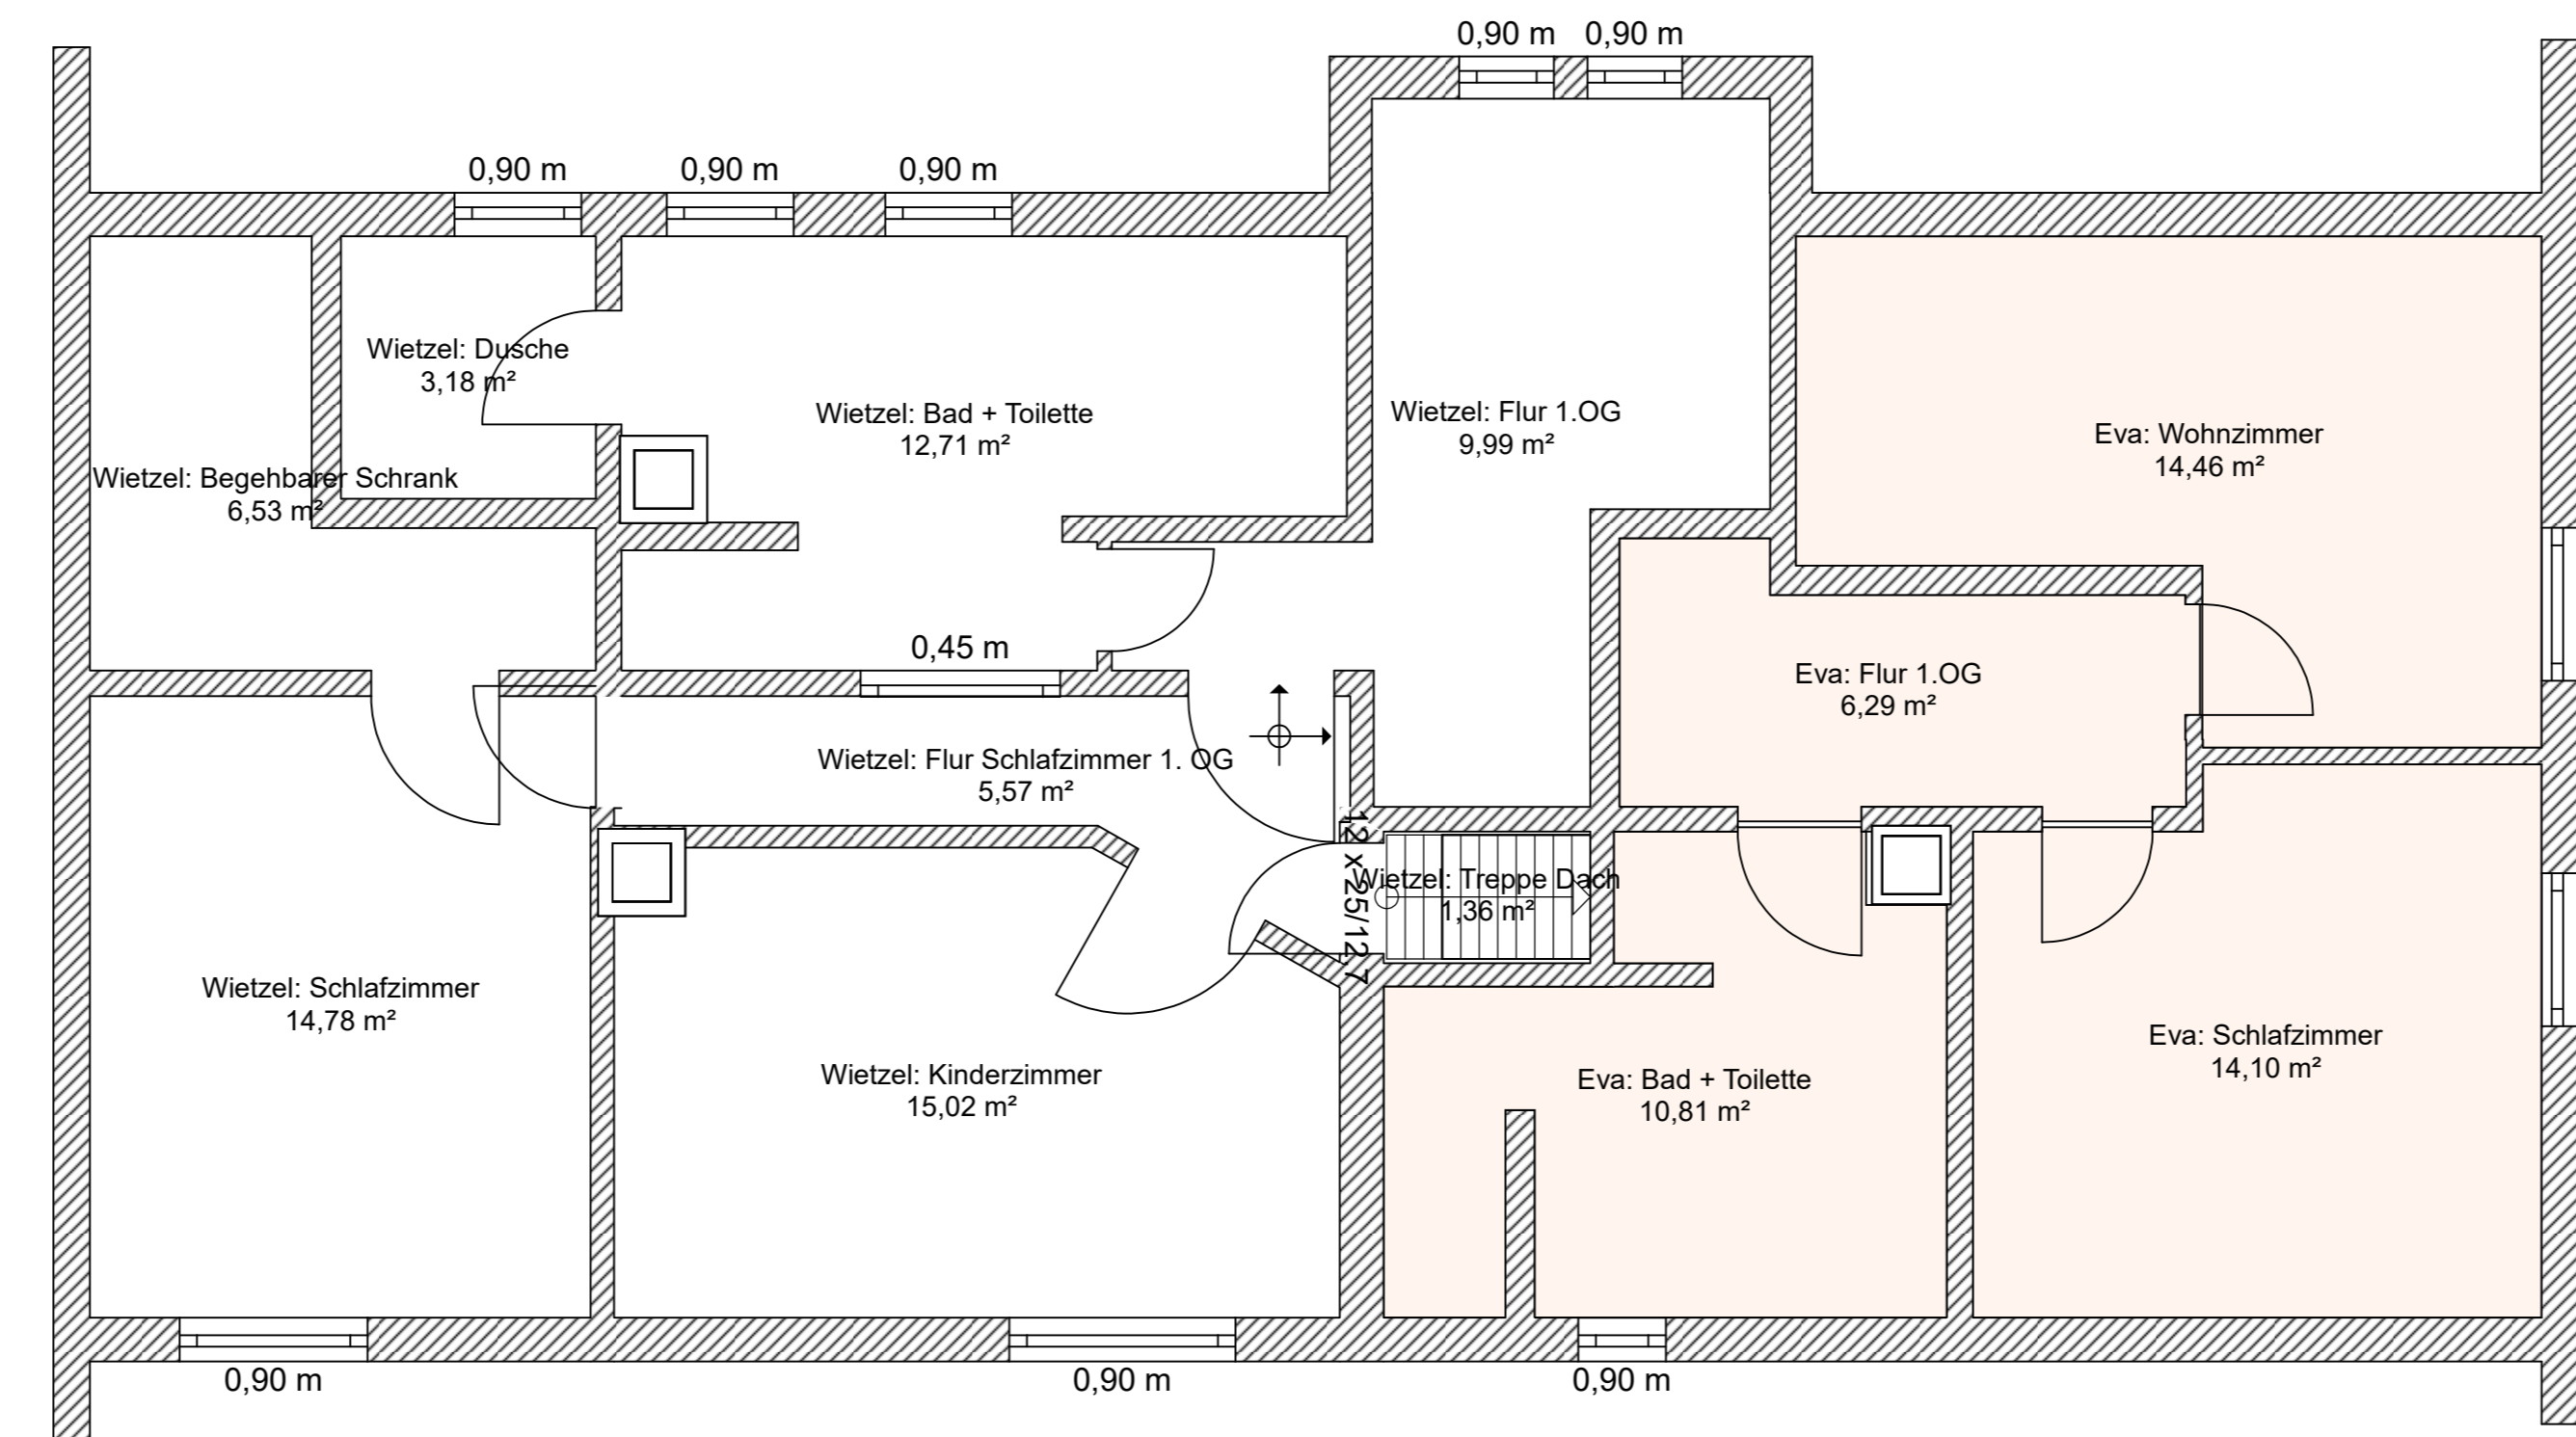 0,90 m 0,90 m
0,90 m 0,90 m 0,90 m
Wietzel: Dusche
3,18 m²
Wietzel: Bad + Toilette
12,71 m²
Wietzel: Flur 1.OG
9,99 m²
Eva: Wohnzimmer
14,46 m²
Wietzel: Begehbarer Schrank
6,53 m²
0,45 m
Eva: Flur 1.OG
6,29 m²
Wietzel: Flur Schlafzimmer 1. OG
5,57 m²
12 x 25/12,7
Wietzel: Treppe Dach
1,36 m²
Wietzel: Schlafzimmer
14,78 m²
Wietzel: Kinderzimmer
15,02 m²
Eva: Bad + Toilette
10,81 m²
Eva: Schlafzimmer
14,10 m²
0,90 m 0,90 m 0,90 m